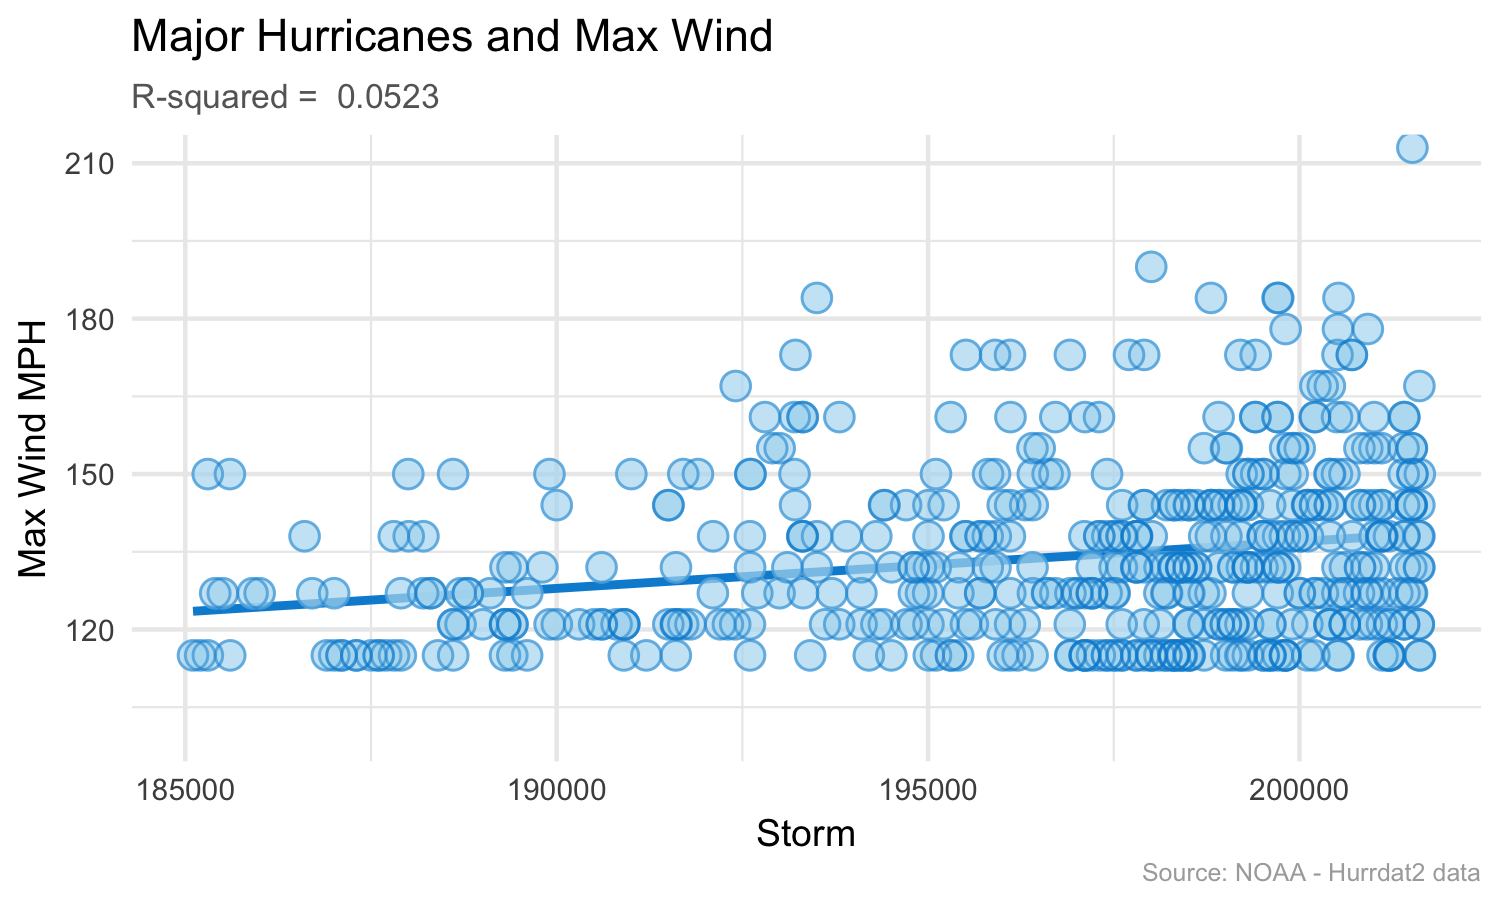 Major Hurricanes and Max Wind
R-squared =  0.0523
Max Wind MPH
210
180
150
120
185000
190000
195000
200000
Storm
Source: NOAA - Hurrdat2 data